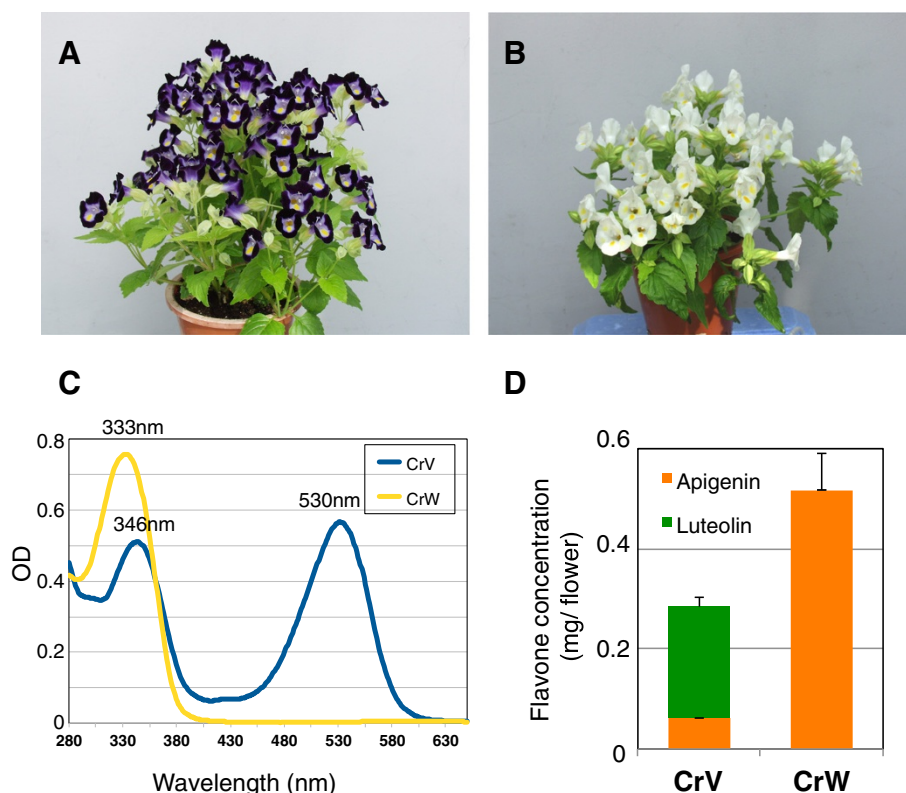 A
B
C
333nm
346nm
530nm
CrV
CrW
0.8
0.6
0.4
0.2
0
OD
280 330 380 430 480 530 580 630
Wavelength (nm)
D
0.6
0.4
0.2
0
Flavone concentration
(mg/ flower)
Apigenin
Luteolin
CrV CrW